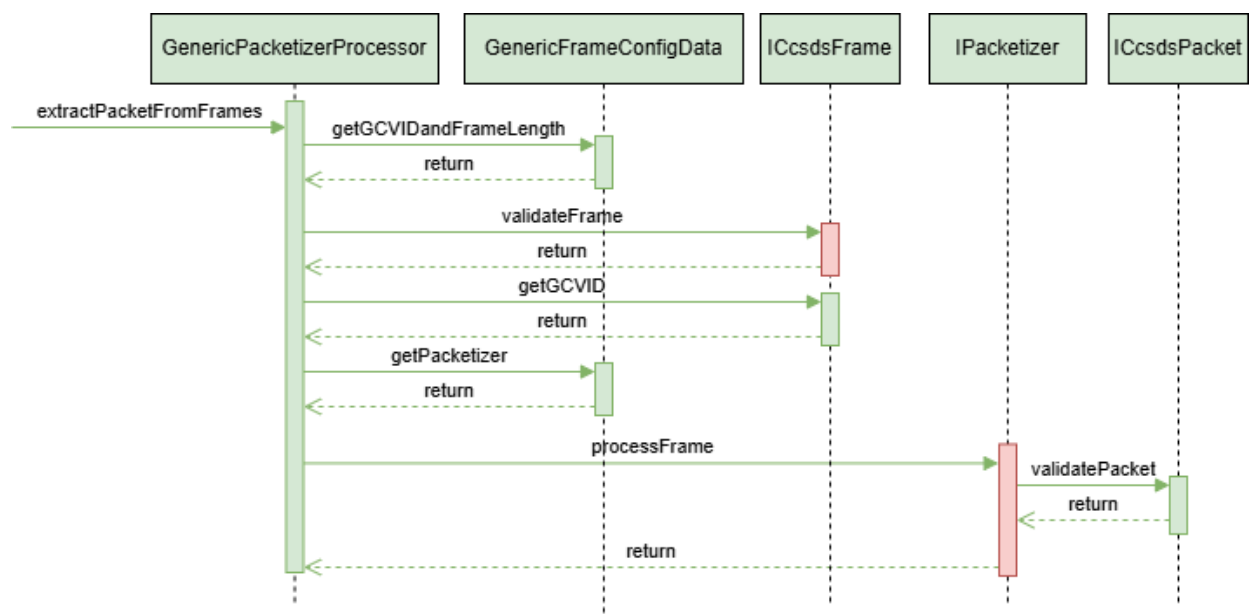 GenericPacketizerProcessor
GenericFrameConfigData
ICcsdsFrame
IPacketizer
ICcsdsPacket
extractPacketFromFrames
getGCVIDandFrameLength
return
validateFrame
return
getGCVID
return
getPacketizer
return
processFrame
validatePacket
return
return